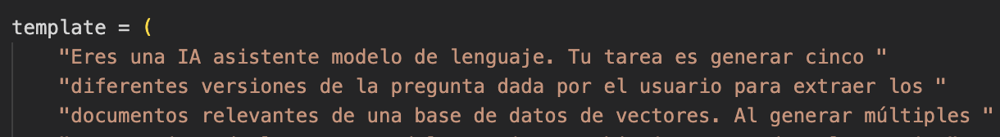 template = (
"Eres una IA asistente modelo de lenguaje. Tu tarea es generar cinco "
"diferentes versiones de la pregunta dada por el usuario para extraer los "
"documentos relevantes de una base de datos de vectores. Al generar múltiples "